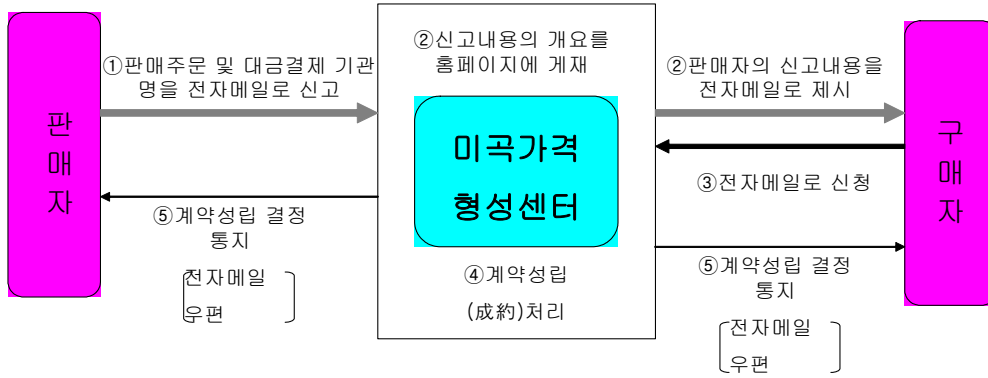 판
매
자
①판매주문 및 대금결제 기관
명을 전자메일로 신고
⑤계약성립 결정
통지
전자메일
우편
②신고내용의 개요를
홈페이지에 게재
미곡가격
형성센터
④계약성립
(成約)처리
②판매자의 신고내용을
전자메일로 제시
③전자메일로 신청
⑤계약성립 결정
통지
전자메일
우편
구
매
자